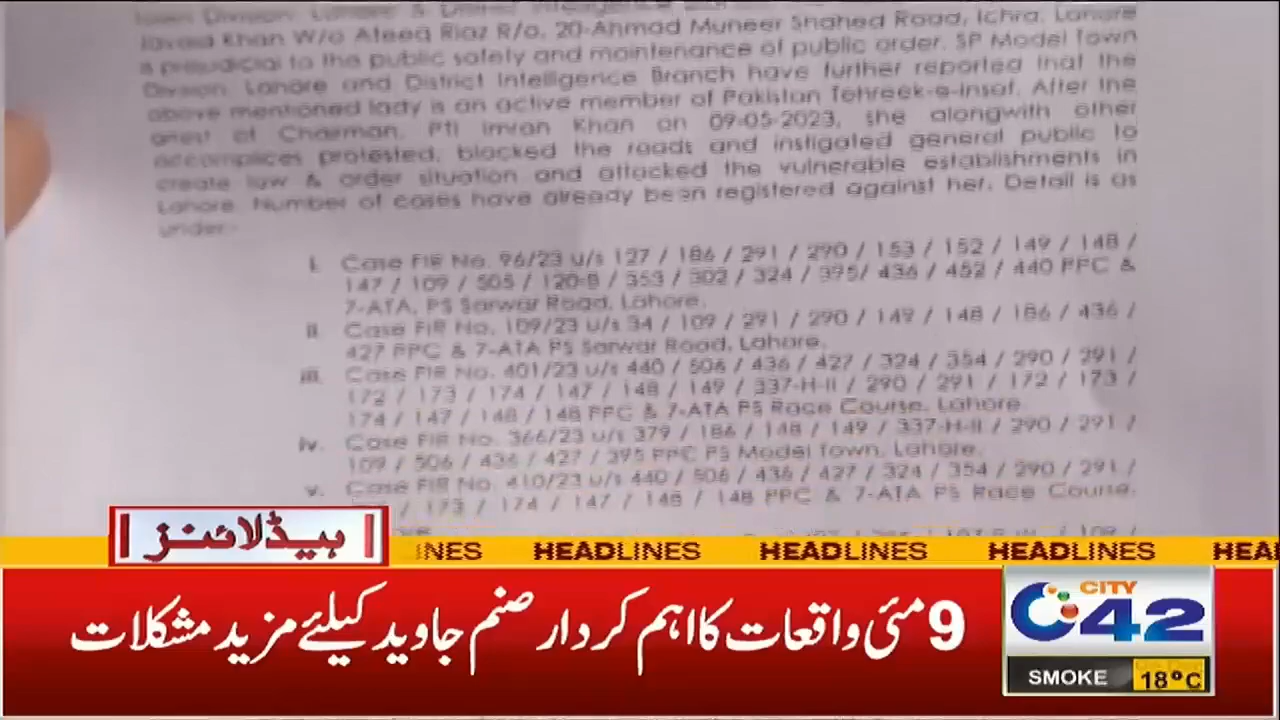 Town Division, Lahore & District Intelligence
Javaid Khan W/o Ateeq Riaz R/o. 20-Ahmad Muneer Shahed Road, Ichra, Lahore
is prejudicial to the public safety and maintenance of public order. SP Model Town
Division, Lahore and District Intelligence Branch have further reported that the
above mentioned lady is an active member of Pakistan Tehreek-e-Insaf. After the
arrest of Chairman, PTI Imran Khan on 09-05-2023, she alongwith other
accomplices protested, blocked the roads and instigated general public to
create law & order situation and attacked the vulnerable establishments in
Lahore. Number of cases have already been registered against her. Detail is as
under:-
i. Case FIR No. 96/23 u/s 127 / 186 / 291 / 290 / 153 / 152 / 149 / 148 /
147 / 109 / 505 / 120-B / 353 / 302 / 324 / 395/ 436 / 452 / 440 PPC &
7-ATA, PS Sarwar Road, Lahore.
ii. Case FIR No. 109/23 u/s 34 / 109 / 291 / 290 / 149 / 148 / 186 / 436 /
427 PPC & 7-ATA PS Sarwar Road, Lahore.
iii. Case FIR No. 401/23 u/s 440 / 506 / 436 / 427 / 324 / 354 / 290 / 291 /
172 / 173 / 174 / 147 / 148 / 149 / 337-H-II / 290 / 291 / 172 / 173 /
174 / 147 / 148 / 148 PPC & 7-ATA PS Race Course, Lahore.
iv. Case FIR No. 366/23 u/s 379 / 186 / 148 / 149 / 337-H-II / 290 / 291 /
109 / 506 / 436 / 427 / 395 PPC PS Model Town, Lahore.
v. Case FIR No. 410/23 u/s 440 / 506 / 436 / 427 / 324 / 354 / 290 / 291 /
/ 173 / 174 / 147 / 148 / 148 PPC & 7-ATA PS Race Course,
ہیڈلائنز
INES HEADLINES HEADLINES HEADLINES HEA
9 مئی واقعات کا اہم کردار صنم جاوید کیلئے مزید مشکلات
CITY
42
SMOKE 18°C